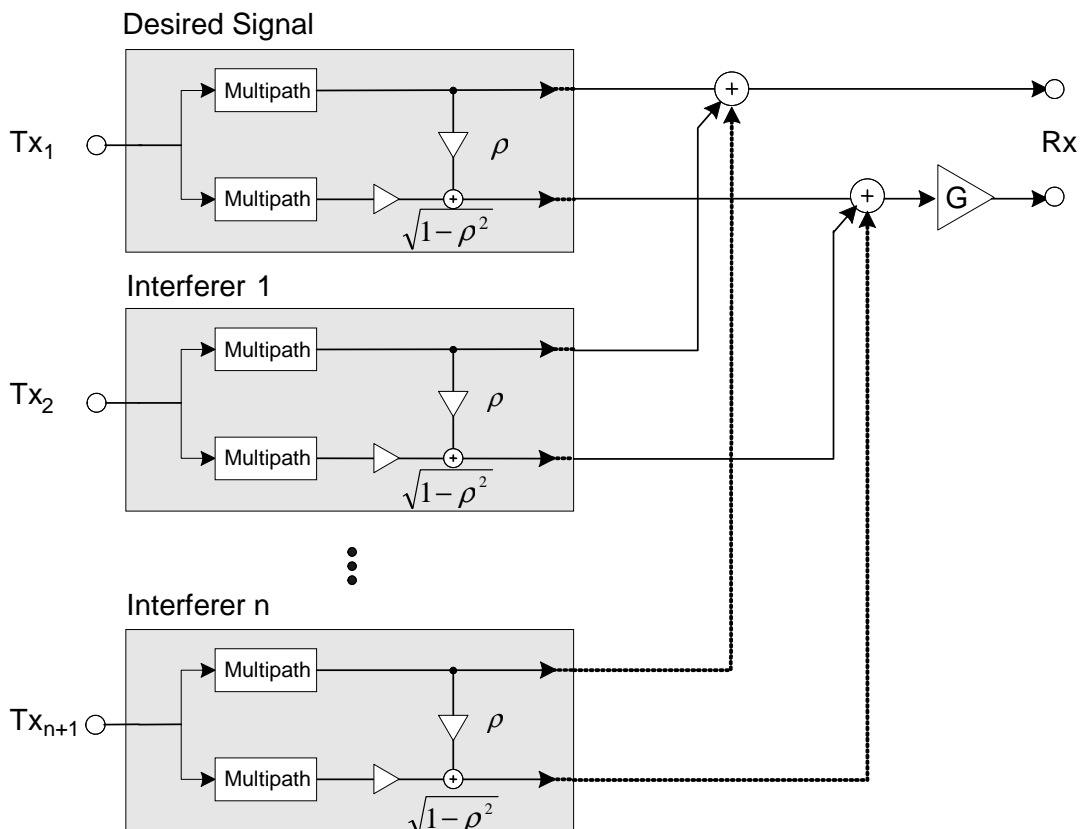 Desired Signal
Tx1
Multipath
ρ
Multipath
√1−ρ²
Rx
G
Interferer 1
Tx2
Multipath
ρ
Multipath
√1−ρ²
Interferer n
Txn+1
Multipath
ρ
Multipath
√1−ρ²